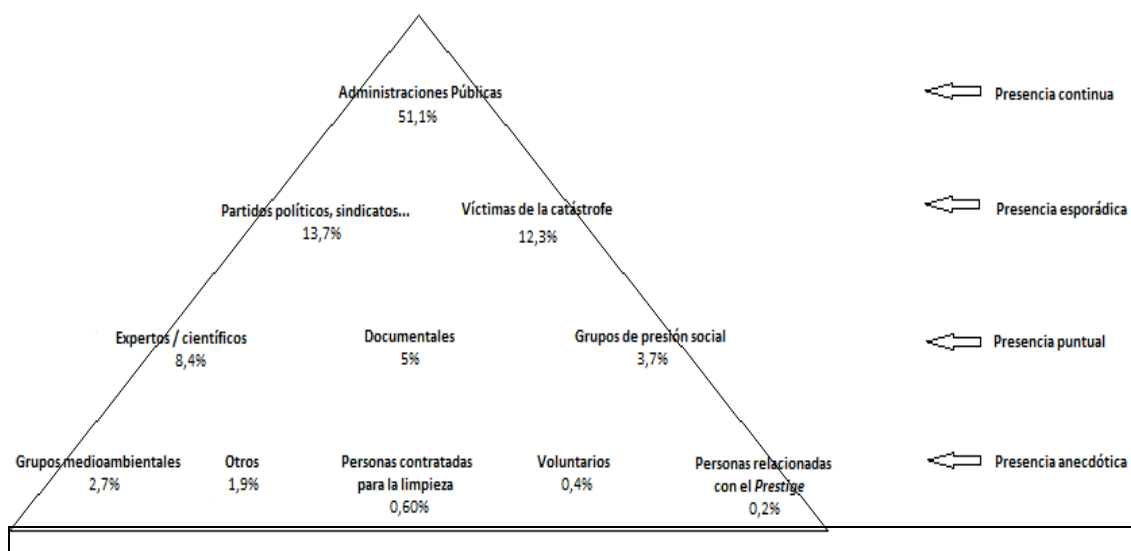 Administraciones Públicas
51,1%
Presencia continua
Partidos políticos, sindicatos...
13,7%
Víctimas de la catástrofe
12,3%
Presencia esporádica
Expertos / científicos
8,4%
Documentales
5%
Grupos de presión social
3,7%
Presencia puntual
Grupos medioambientales
2,7%
Otros
1,9%
Personas contratadas
para la limpieza
0,60%
Voluntarios
0,4%
Personas relacionadas
con el Prestige
0,2%
Presencia anecdótica